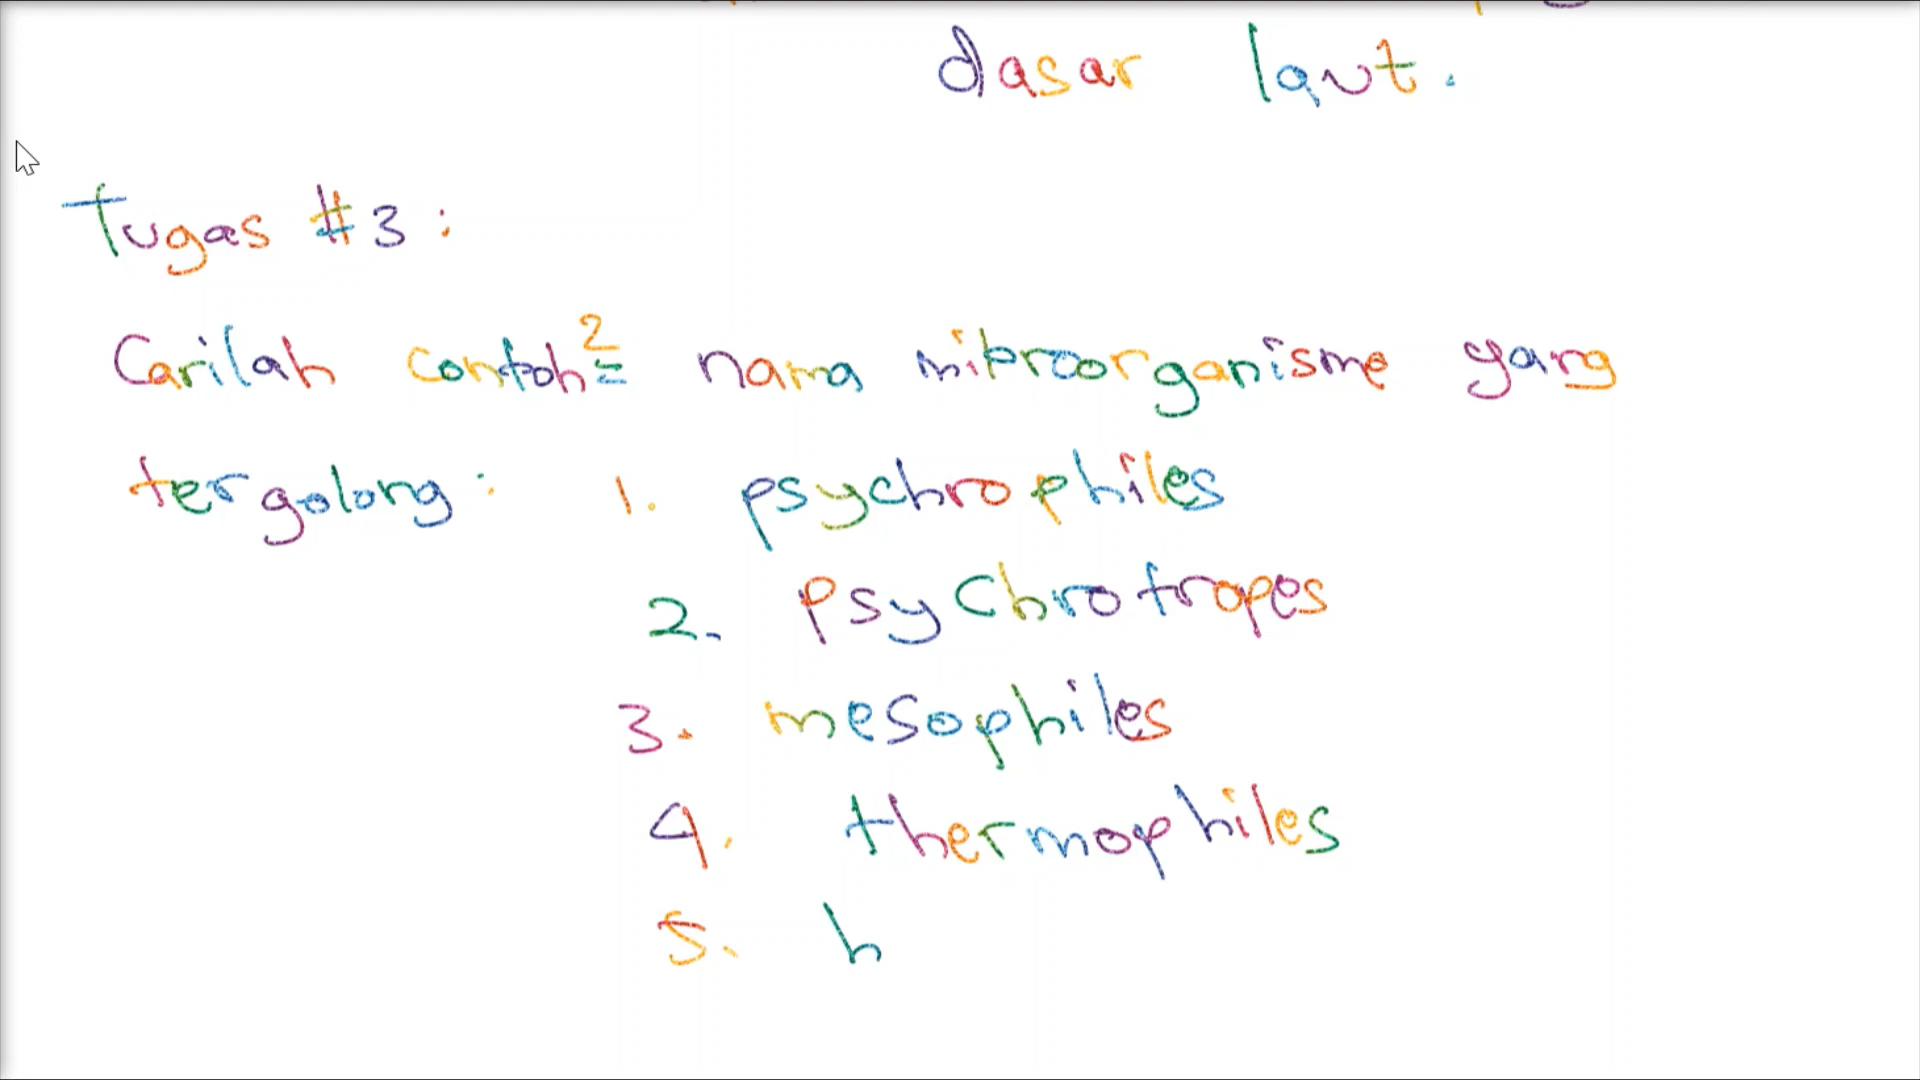 dasar laut.
Tugas #3 :
Carilah contoh2= nama mikroorganisme yang
tergolong : 1. psychrophiles
2. psychrotropes
3. mesophiles
4. thermophiles
5. h